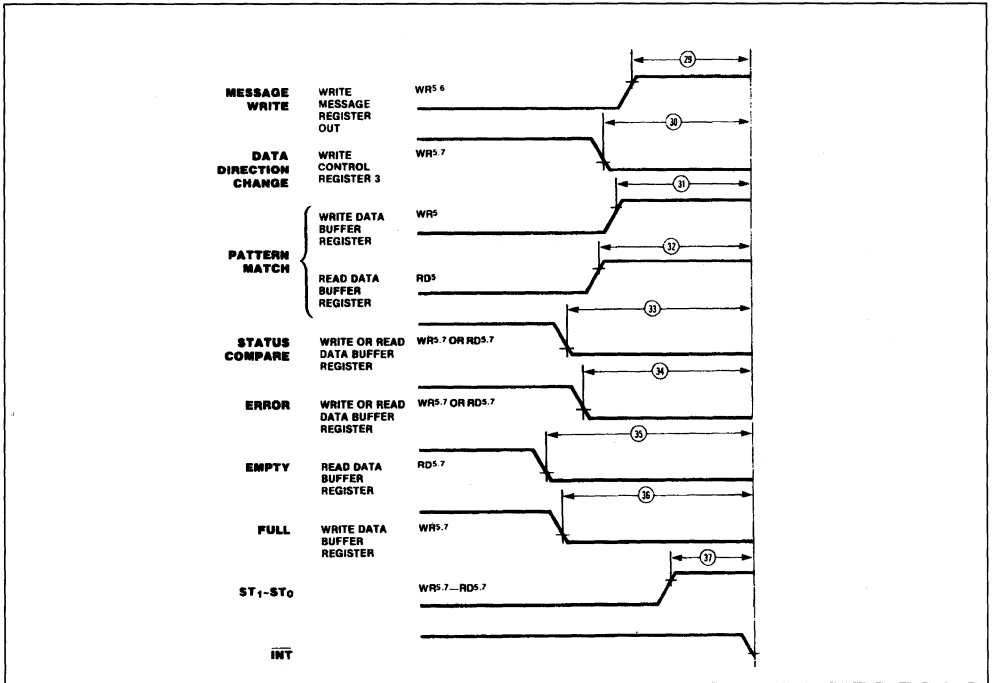 29
MESSAGE WRITE
WRITE MESSAGE REGISTER OUT
WR5 6
30
DATA DIRECTION CHANGE
WRITE CONTROL REGISTER 3
WR5.7
31
PATTERN MATCH
WRITE DATA BUFFER REGISTER
WR5
32
READ DATA BUFFER REGISTER
RD5
33
STATUS COMPARE
WRITE OR READ DATA BUFFER REGISTER
WR5.7 OR RD5.7
34
ERROR
WRITE OR READ DATA BUFFER REGISTER
WR5.7 OR RD5.7
35
EMPTY
READ DATA BUFFER REGISTER
RD5.7
36
FULL
WRITE DATA BUFFER REGISTER
WR5.7
37
ST1-ST0
WR5.7—RD5.7
INT